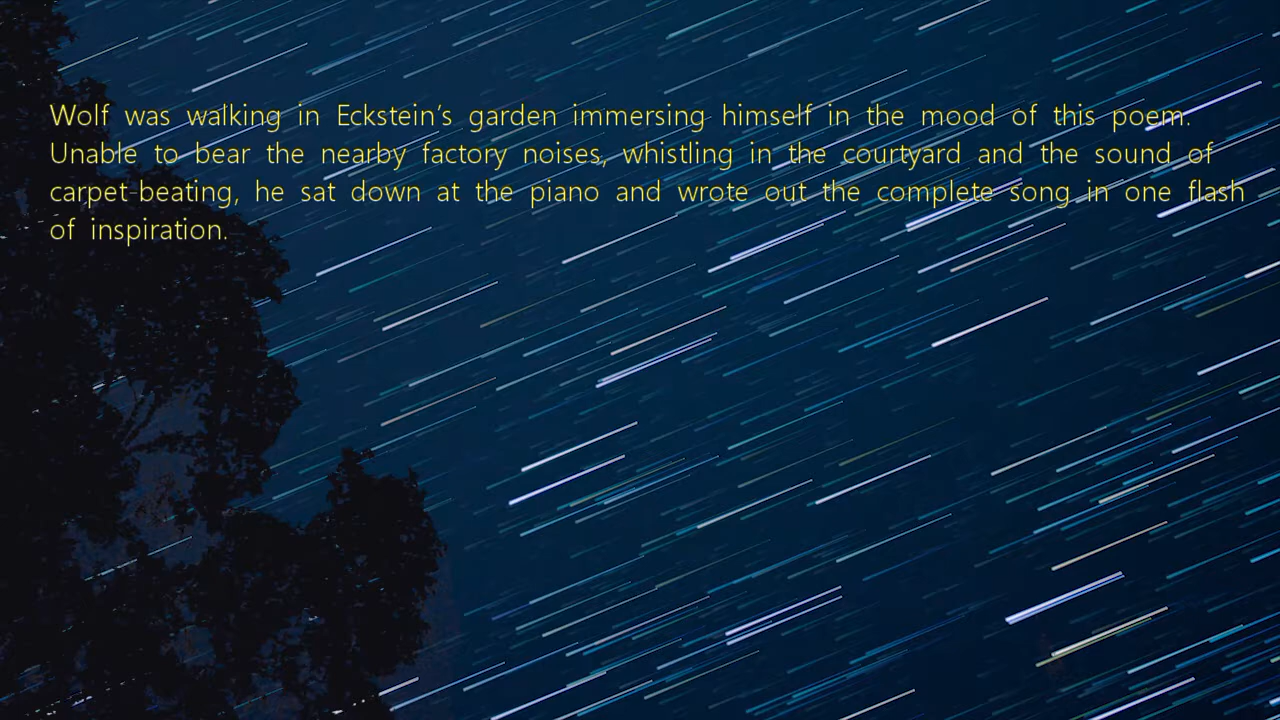 Wolf was walking in Eckstein’s garden immersing himself in the mood of this poem.
Unable to bear the nearby factory noises, whistling in the courtyard and the sound of
carpet-beating, he sat down at the piano and wrote out the complete song in one flash
of inspiration.